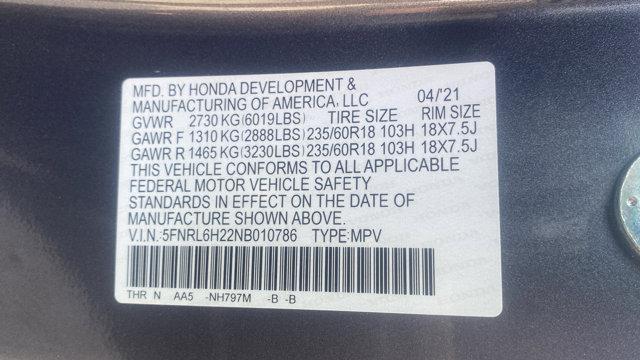 MFD. BY HONDA DEVELOPMENT &
MANUFACTURING OF AMERICA, LLC 04/'21
GVWR 2730 KG (6019LBS) TIRE SIZE RIM SIZE
GAWR F 1310 KG (2888LBS) 235/60R18 103H 18X7.5J
GAWR R 1465 KG (3230LBS) 235/60R18 103H 18X7.5J
THIS VEHICLE CONFORMS TO ALL APPLICABLE
FEDERAL MOTOR VEHICLE SAFETY
STANDARDS IN EFFECT ON THE DATE OF
MANUFACTURE SHOWN ABOVE.
V.I.N.:5FNRL6H22NB010786 TYPE:MPV
THR N AA5 -NH797M -B -B